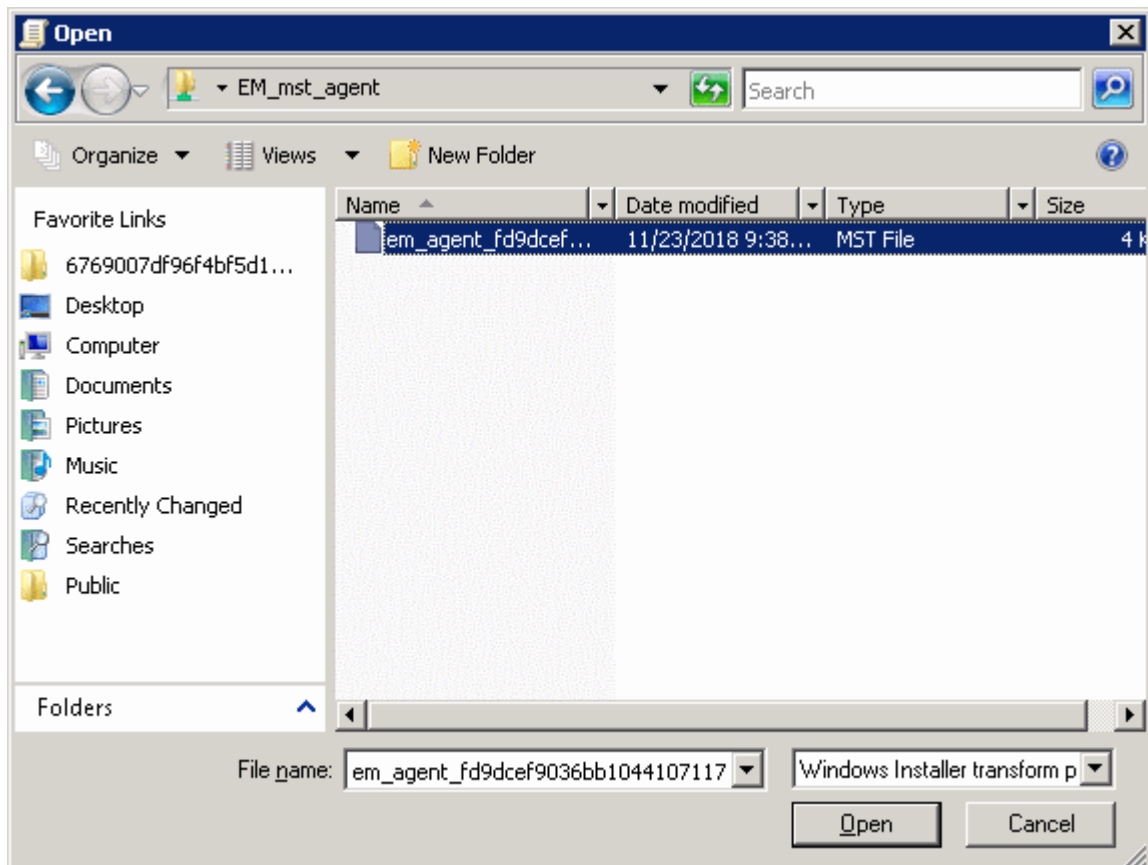 Open
EM_mst_agent
Search
Organize Views New Folder
Favorite Links
6769007df96f4bf5d1...
Desktop
Computer
Documents
Pictures
Music
Recently Changed
Searches
Public
Folders
Name Date modified Type Size
em_agent_fd9dcef... 11/23/2018 9:38... MST File 4 K
File name: em_agent_fd9dcef9036bb1044107117 Windows Installer transform p
Open Cancel